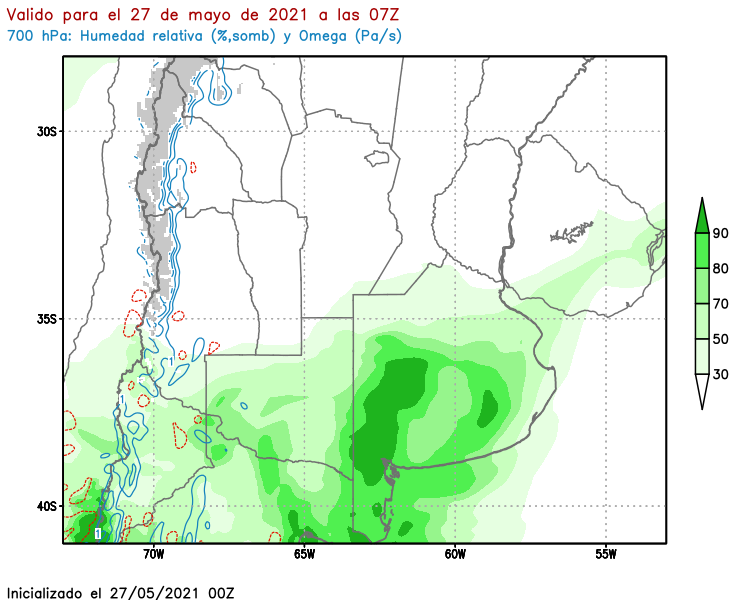 Valido para el 27 de mayo de 2021 a las 07Z
700 hPa: Humedad relativa (%,somb) y Omega (Pa/s)
30S
35S
40S
70W
65W
60W
55W
1
1
90
80
70
50
30
Inicializado el 27/05/2021 00Z